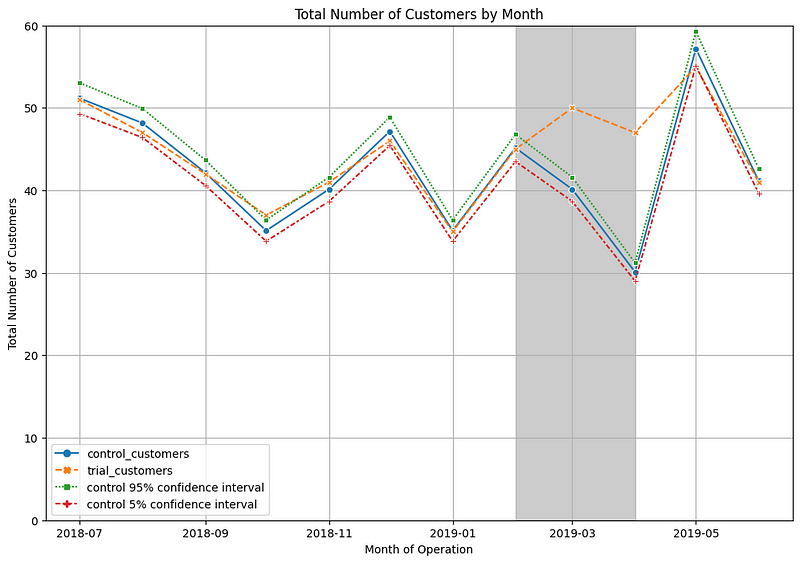 Total Number of Customers by Month
Total Number of Customers
60
50
40
30
20
10
0
control_customers
trial_customers
control 95% confidence interval
control 5% confidence interval
2018-07
2018-09
2018-11
2019-01
2019-03
2019-05
Month of Operation